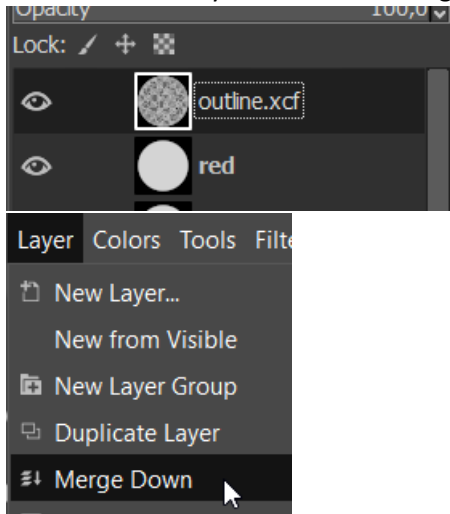 Opacity 100,0
Lock:
outline.xcf
red
Layer Colors Tools
New Layer...
New from Visible
New Layer Group
Duplicate Layer
Merge Down